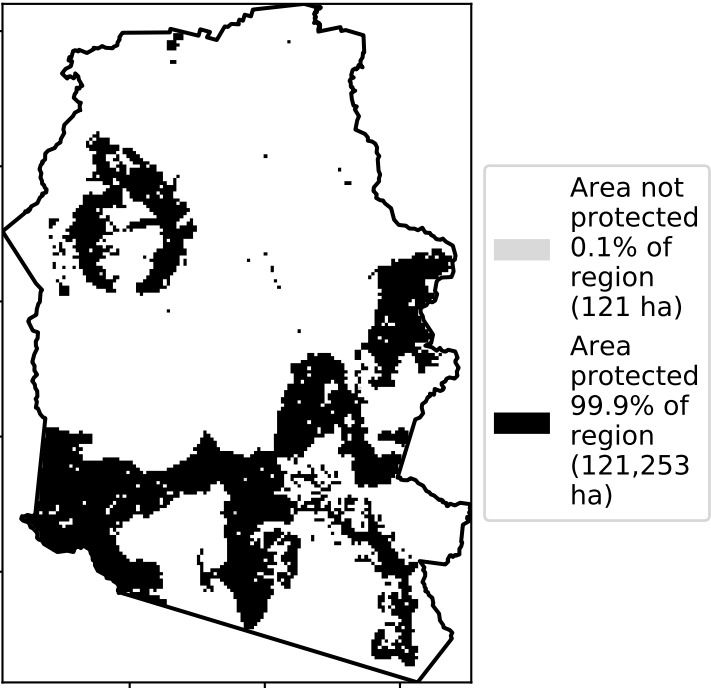 Area not
protected
0.1% of
region
(121 ha)
Area
protected
99.9% of
region
(121,253
ha)